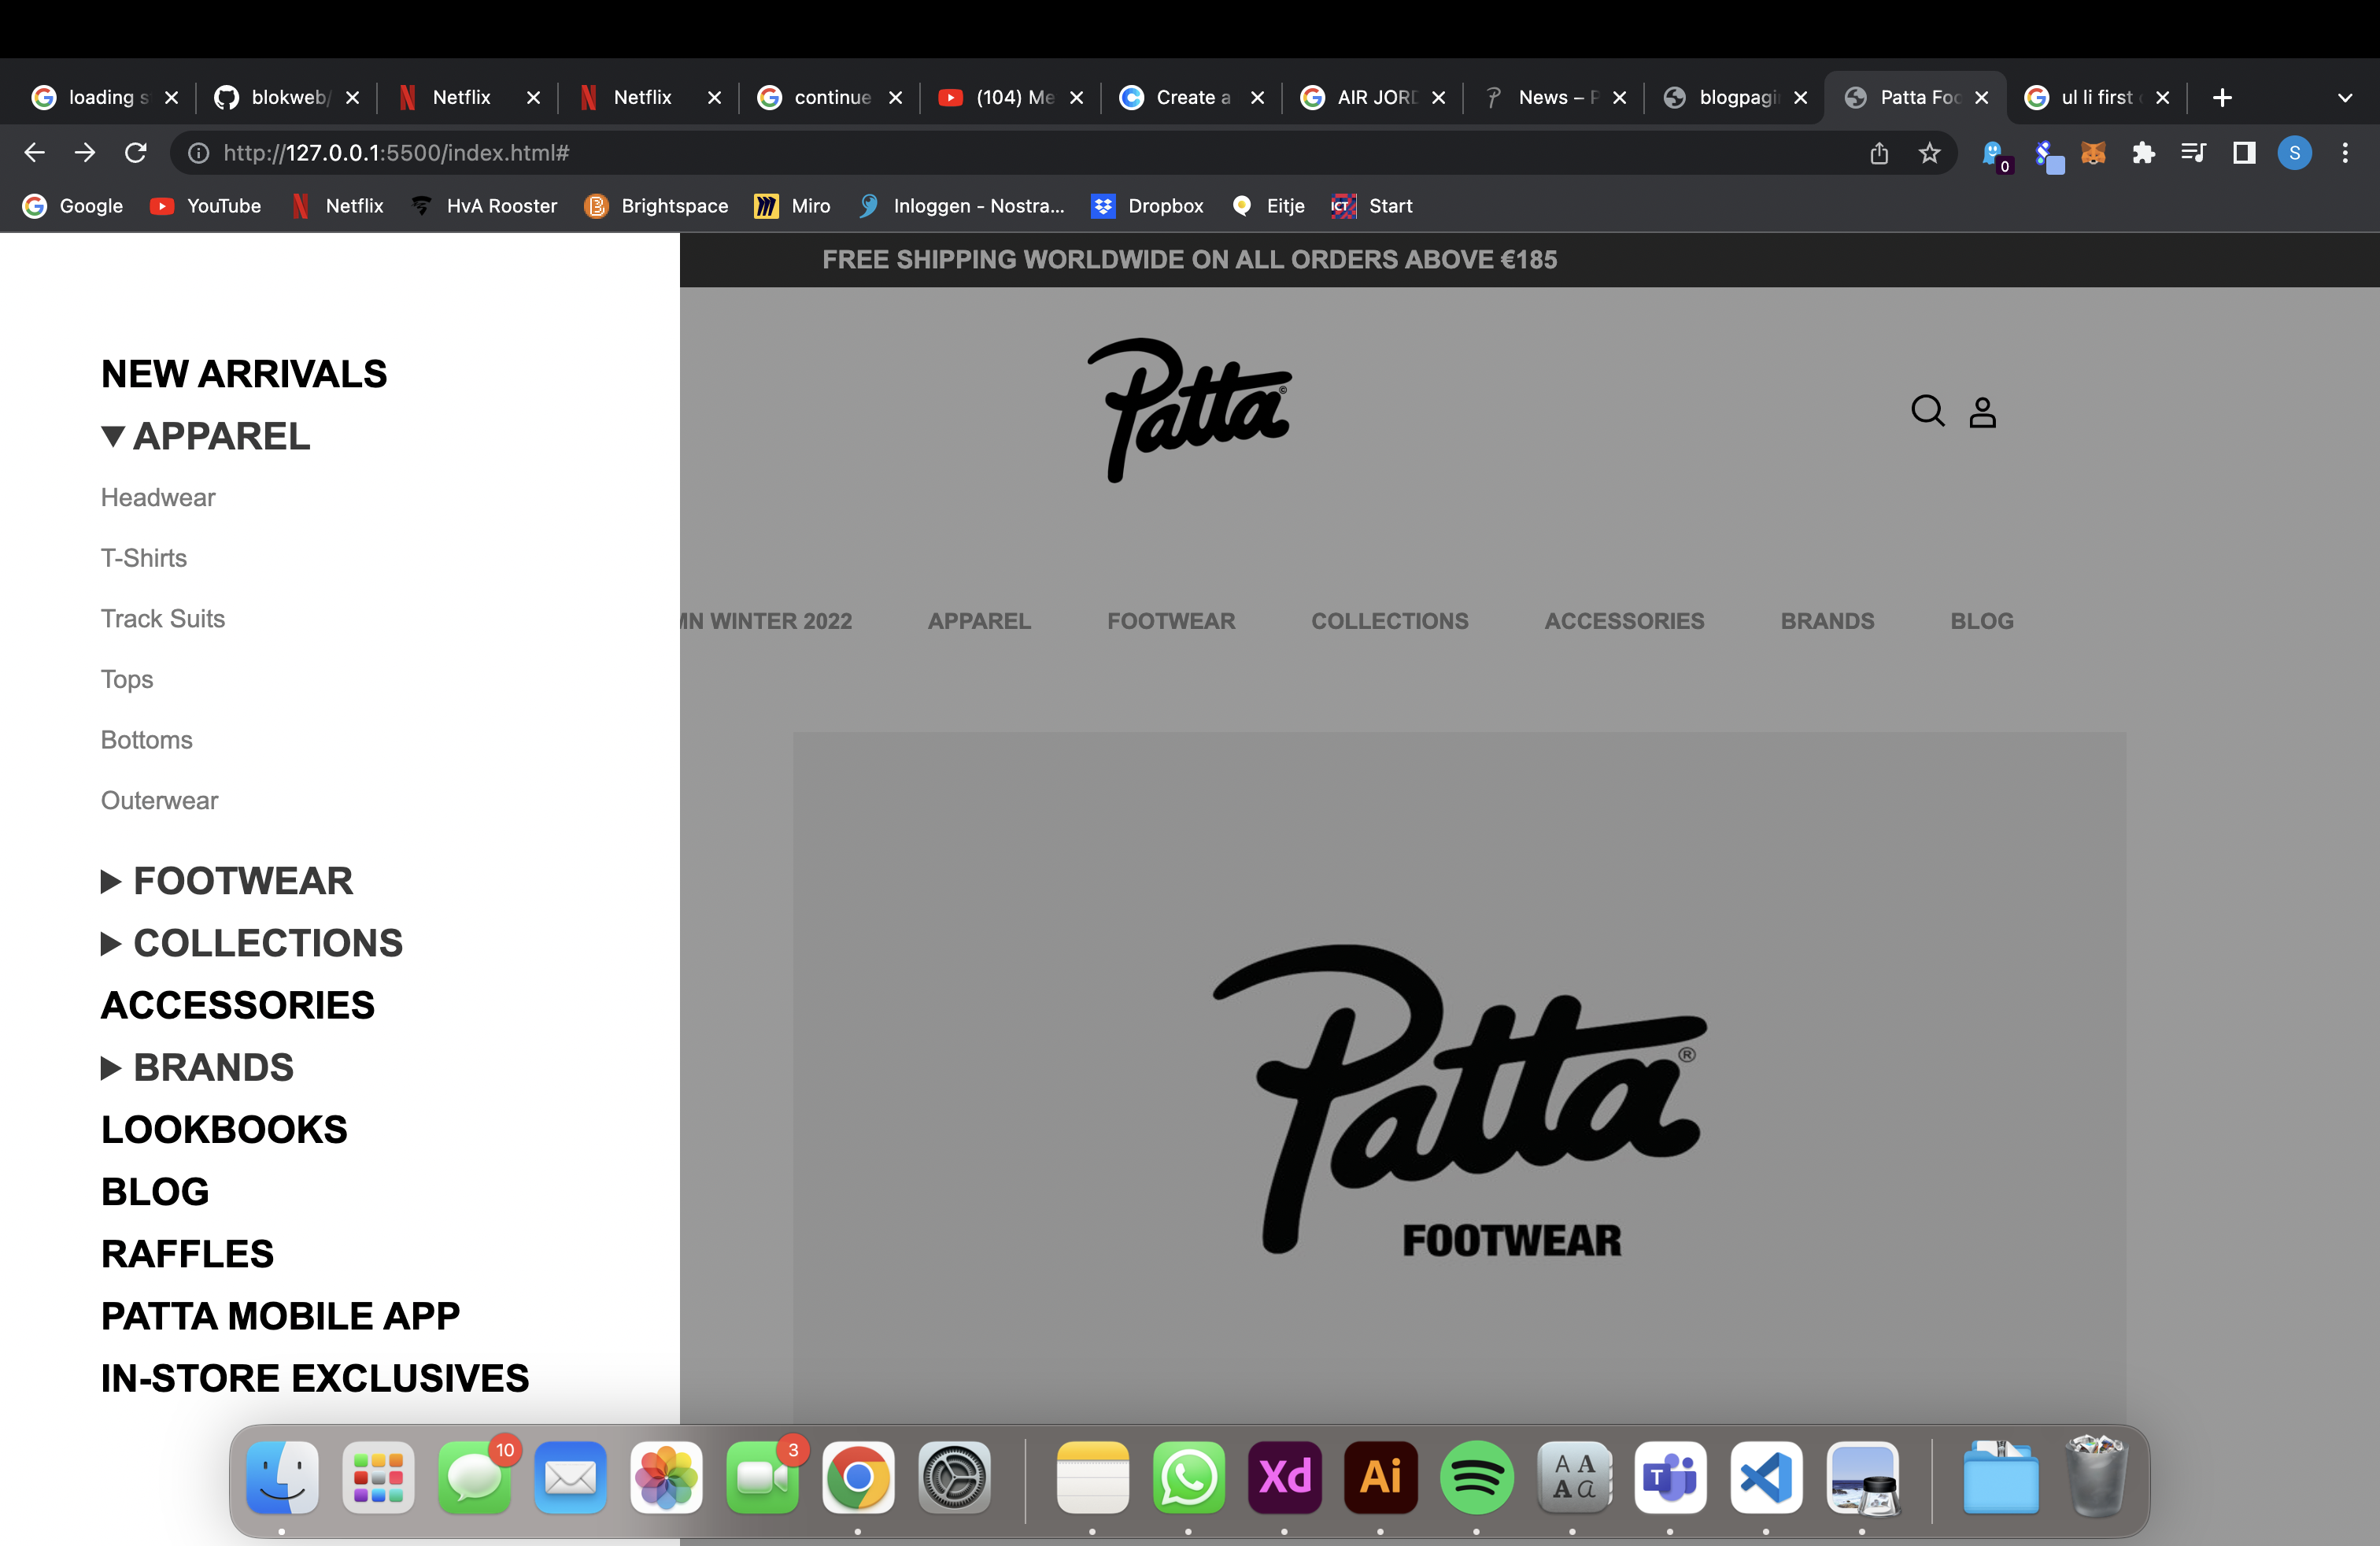 loading s
blokweb/
Netflix
Netflix
continue
(104) Me
Create a
AIR JORD
News – P
blogpagi
Patta Foo
ul li first
http://127.0.0.1:5500/index.html#
0
S
Google
YouTube
Netflix
HvA Rooster
Brightspace
Miro
Inloggen - Nostra...
Dropbox
Eitje
ICT
Start
FREE SHIPPING WORLDWIDE ON ALL ORDERS ABOVE €185
NEW ARRIVALS
▼ APPAREL
Headwear
T-Shirts
Track Suits
Tops
Bottoms
Outerwear
▶ FOOTWEAR
▶ COLLECTIONS
ACCESSORIES
▶ BRANDS
LOOKBOOKS
BLOG
RAFFLES
PATTA MOBILE APP
IN-STORE EXCLUSIVES
Patta©
MN WINTER 2022
APPAREL
FOOTWEAR
COLLECTIONS
ACCESSORIES
BRANDS
BLOG
Patta®
FOOTWEAR
10
3
Xd
Ai
A A
A a
T